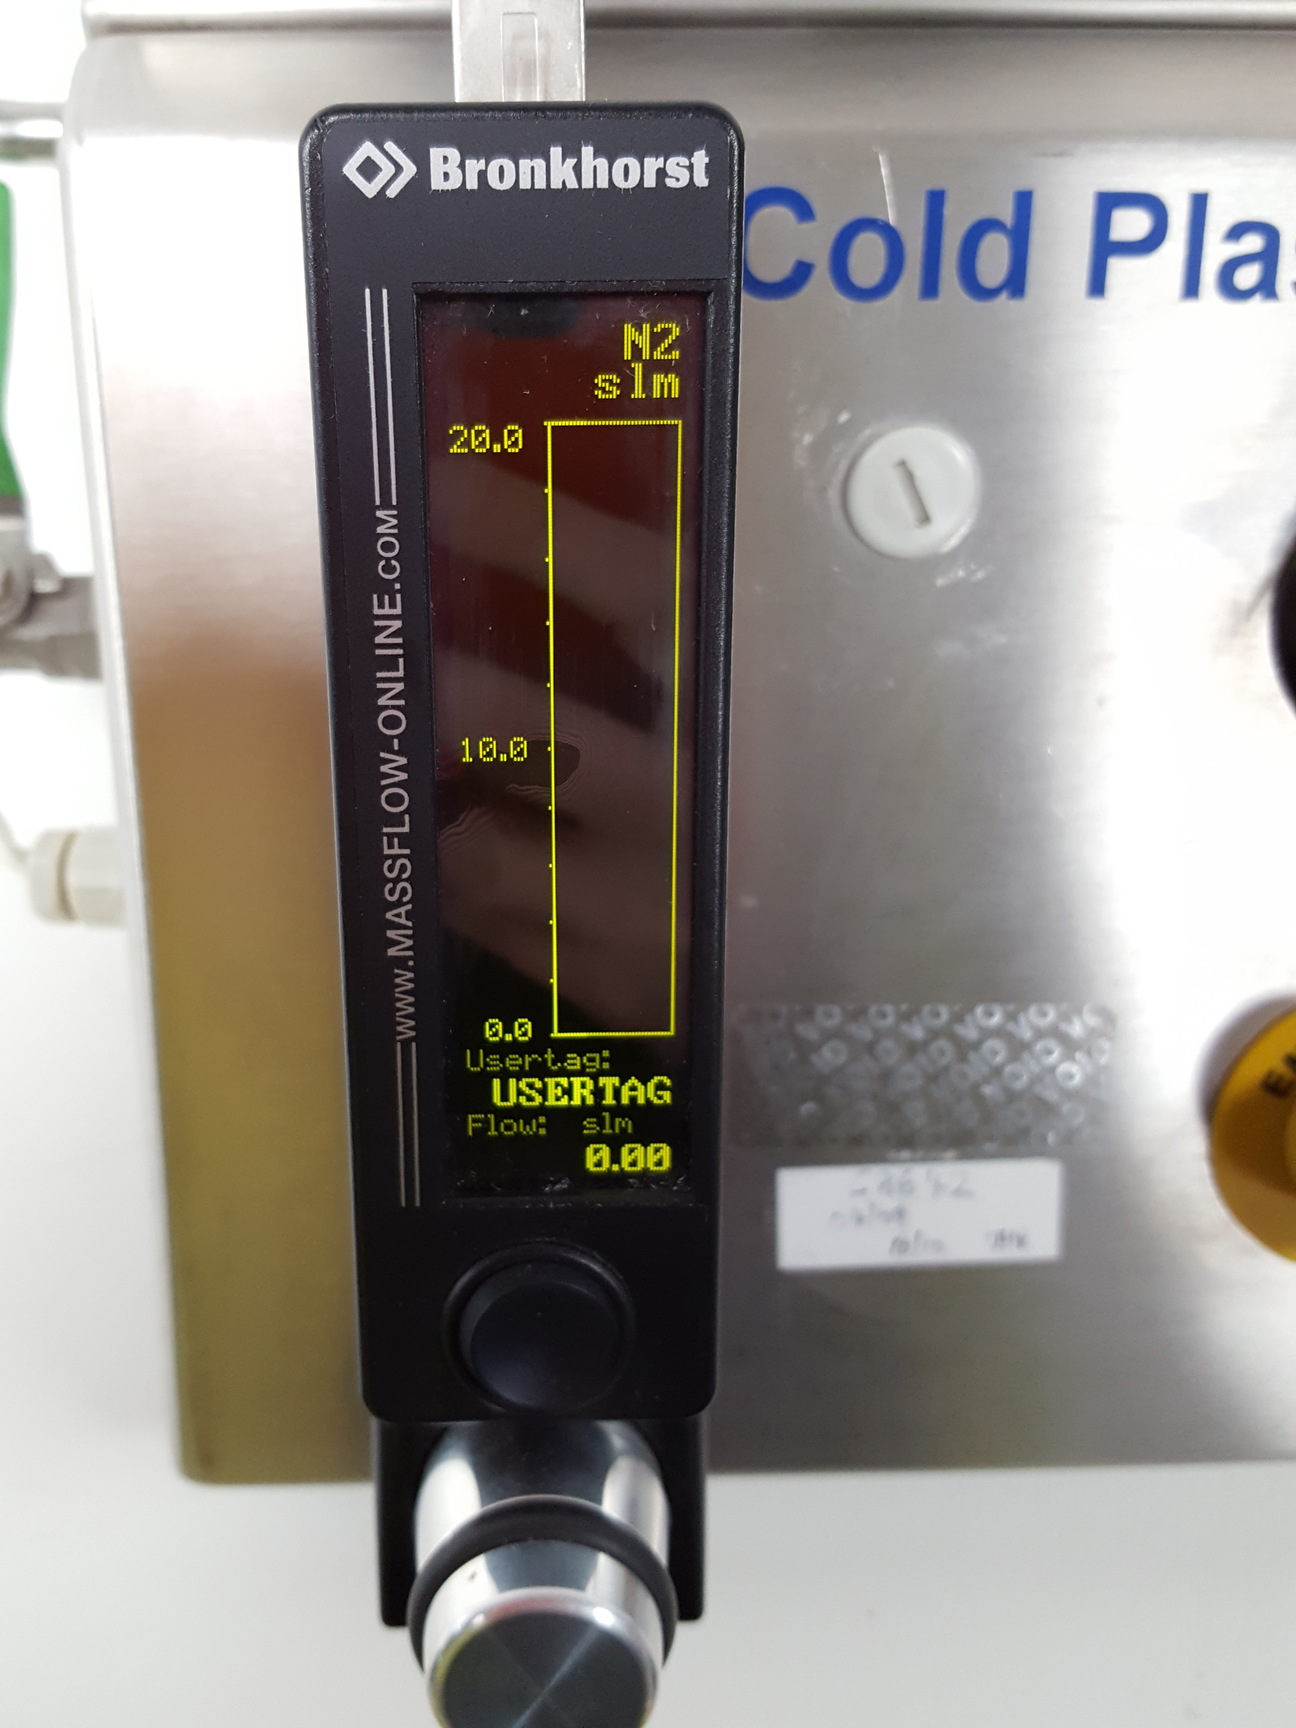 Bronkhorst
Cold Plas
N2
slm
20.0
10.0
0.0
Usertag:
USERTAG
Flow: slm
0.00
www.MASSFLOW-ONLINE.COM